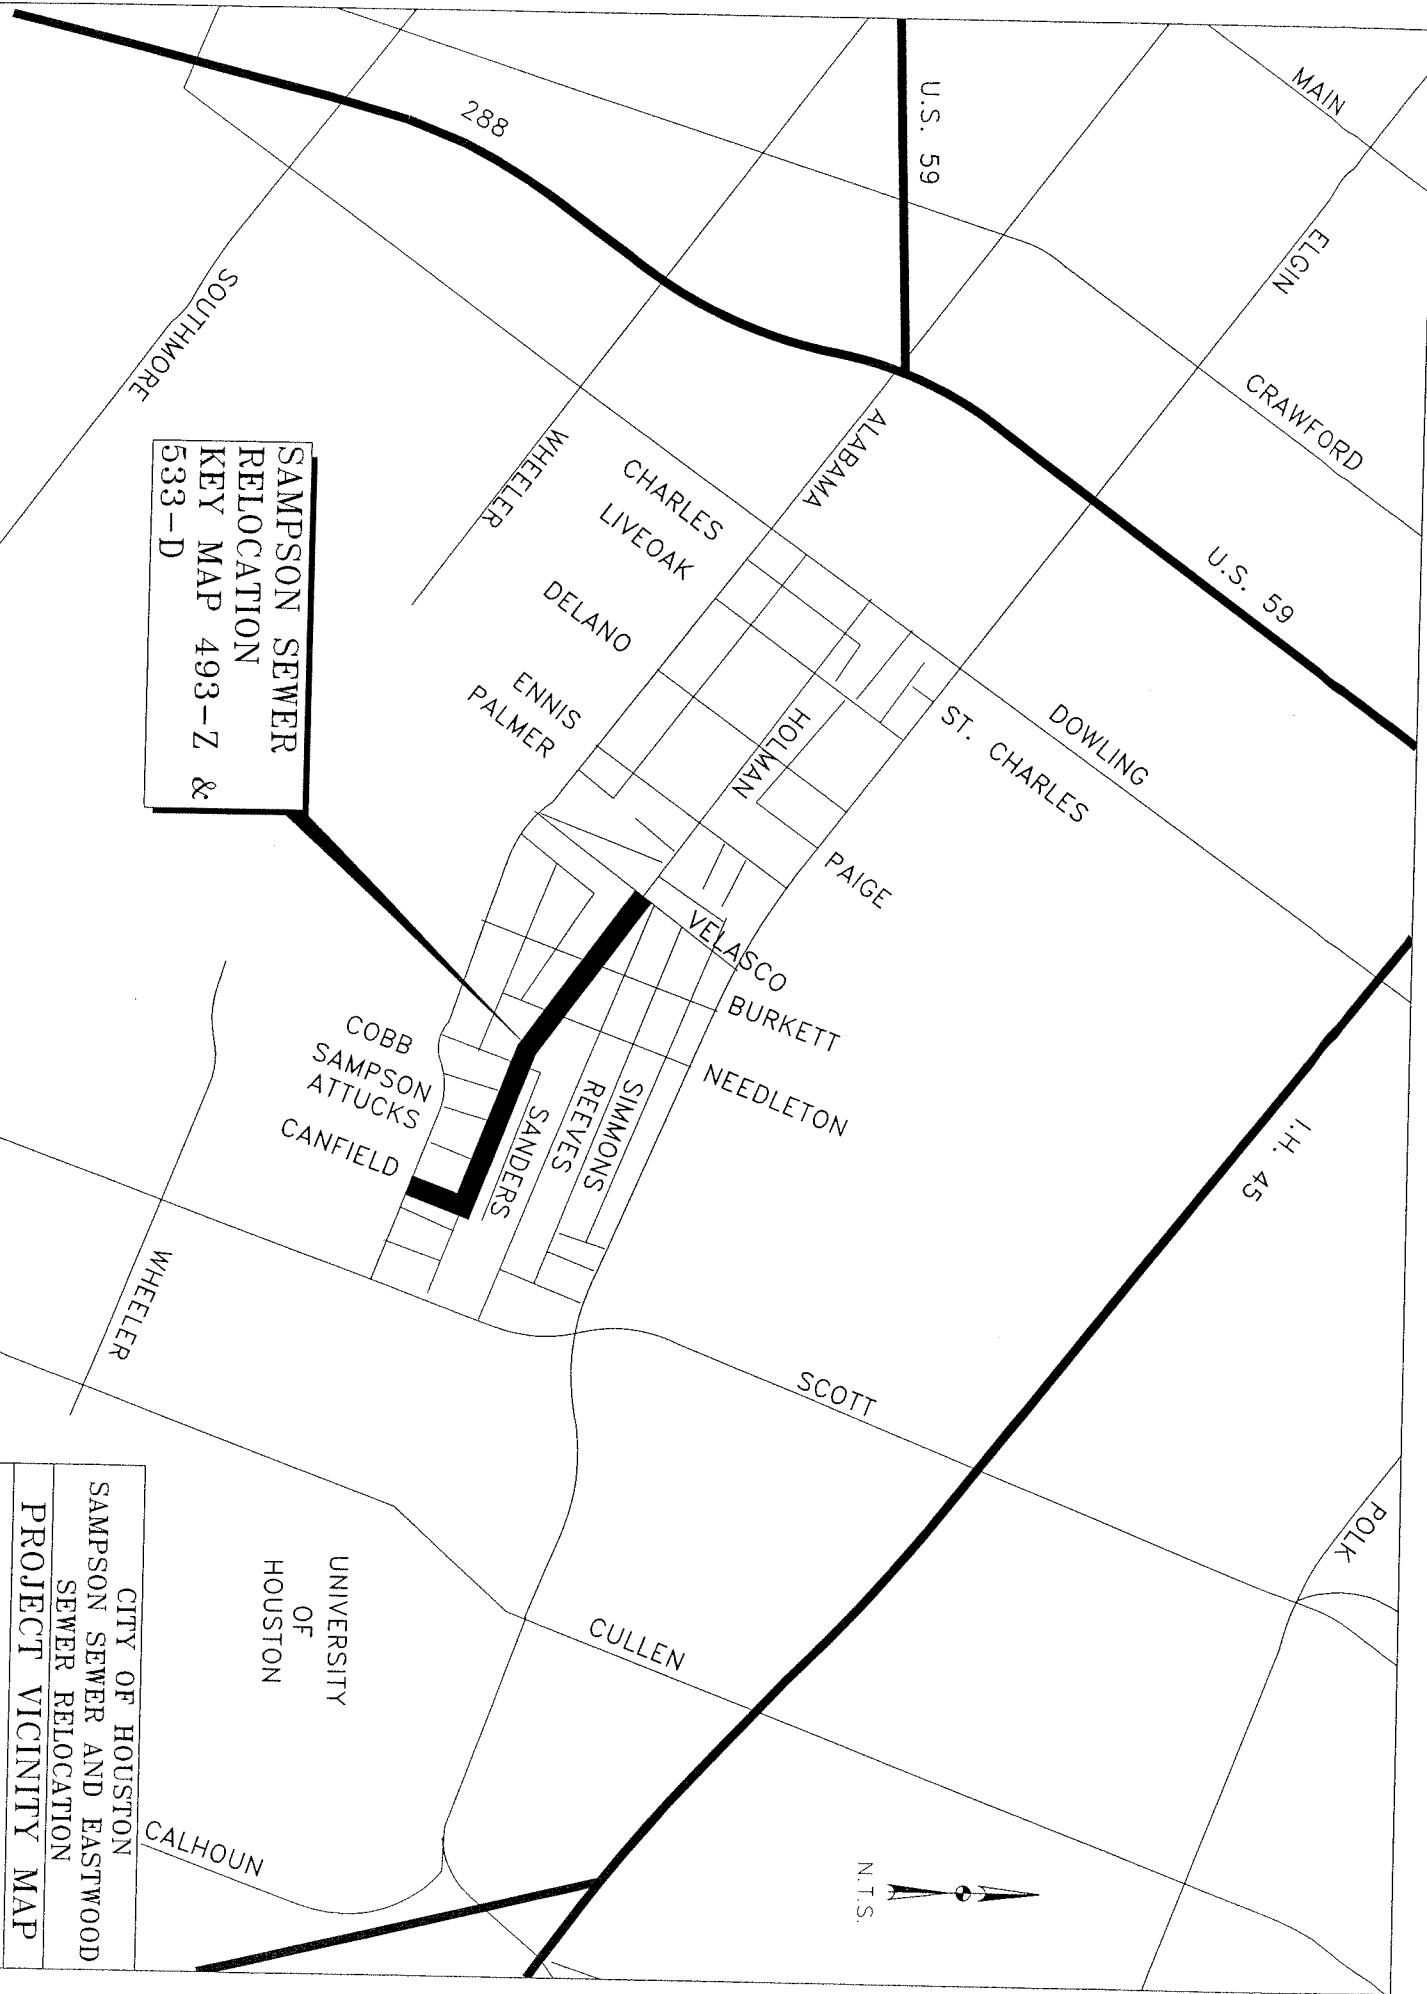 MAIN
ELGIN
CRAWFORD
U.S. 59
U.S. 59
288
I.H. 45
DOWLING
ST. CHARLES
ALABAMA
WHEELER
SOUTHMORE
CHARLES
LIVEOAK
DELANO
ENNIS
PALMER
HOLMAN
PAIGE
VELASCO
BURKETT
NEEDLETON
SIMMONS
REEVES
SANDERS
COBB
SAMPSON
ATTUCKS
CANFIELD
WHEELER
SCOTT
POLK
CULLEN
UNIVERSITY
OF
HOUSTON
CALHOUN
N.T.S.
SAMPSON SEWER
RELOCATION
KEY MAP 493-Z &
533-D
CITY OF HOUSTON
SAMPSON SEWER AND EASTWOOD
SEWER RELOCATION
PROJECT VICINITY MAP